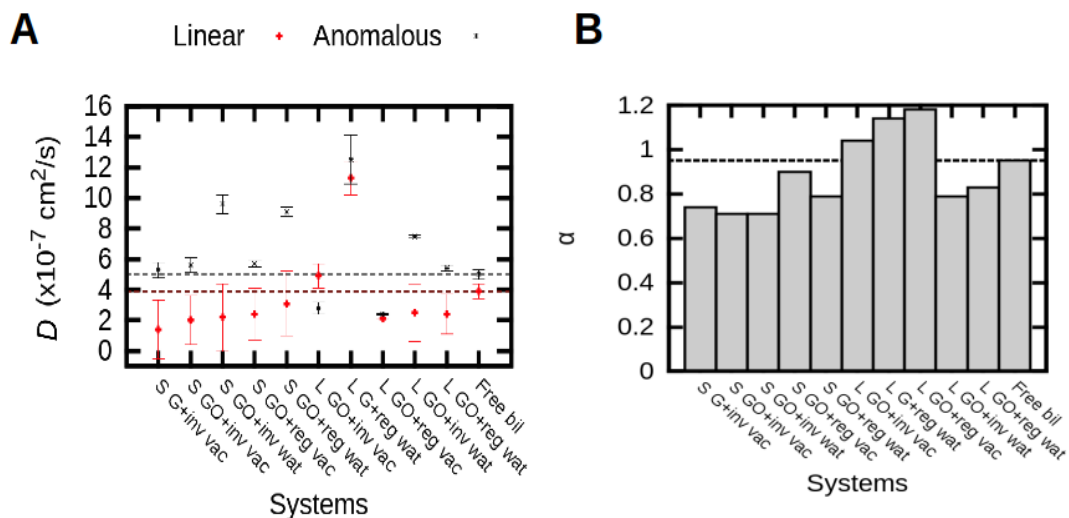 A
Linear
Anomalous
16
14
12
10
8
6
4
2
0
D (x10-7 cm2/s)
S G+inv vac
S GO+inv vac
S GO+inv wat
S GO+reg vac
S GO+reg wat
L GO+inv vac
L G+reg wat
L GO+reg vac
L GO+inv wat
L GO+reg wat
Free bil
Systems
B
1.2
1
0.8
0.6
0.4
0.2
0
α
S G+inv vac
S GO+inv vac
S GO+inv wat
S GO+reg vac
S GO+reg wat
L GO+inv vac
L G+reg wat
L GO+reg vac
L GO+inv wat
L GO+reg wat
Free bil
Systems